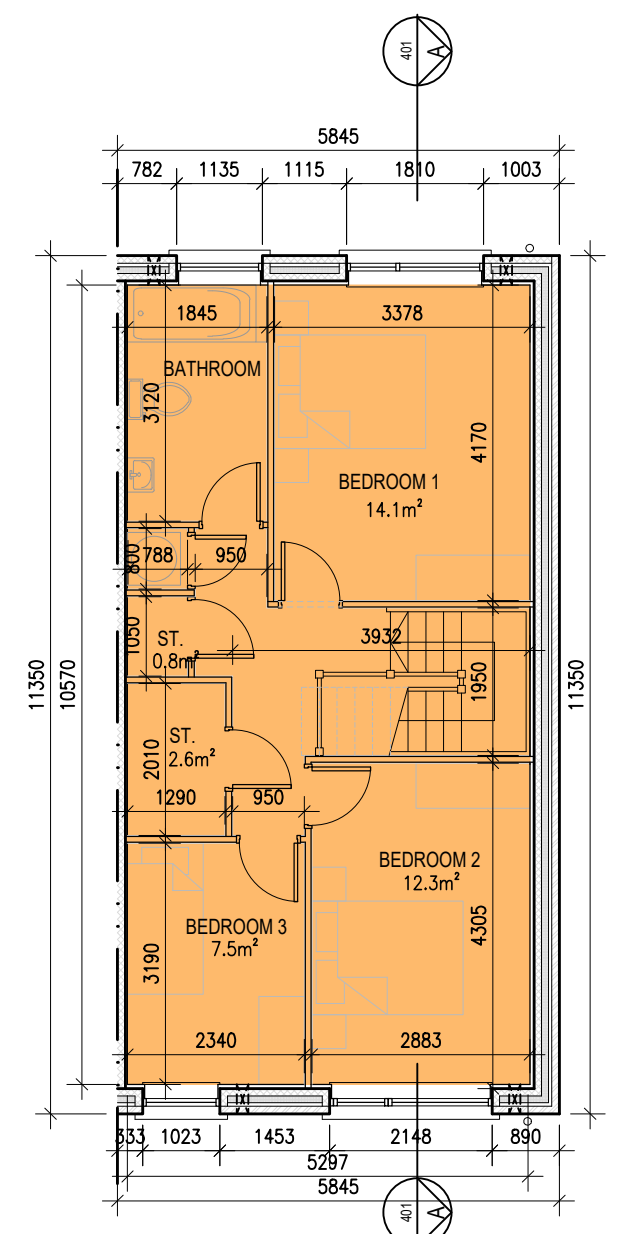 401
A
5845
782 1135 1115 1810 1003
1845 3378
BATHROOM
3120
4170
BEDROOM 1
14.1m²
800
788 950
1050
ST.
0.8m²
3932
1950
11350
10570
11350
ST.
2.6m²
2010
1290 950
BEDROOM 2
12.3m²
BEDROOM 3
7.5m²
4305
3190
2340 2883
333 1023 1453 2148 890
5297
5845
401
A